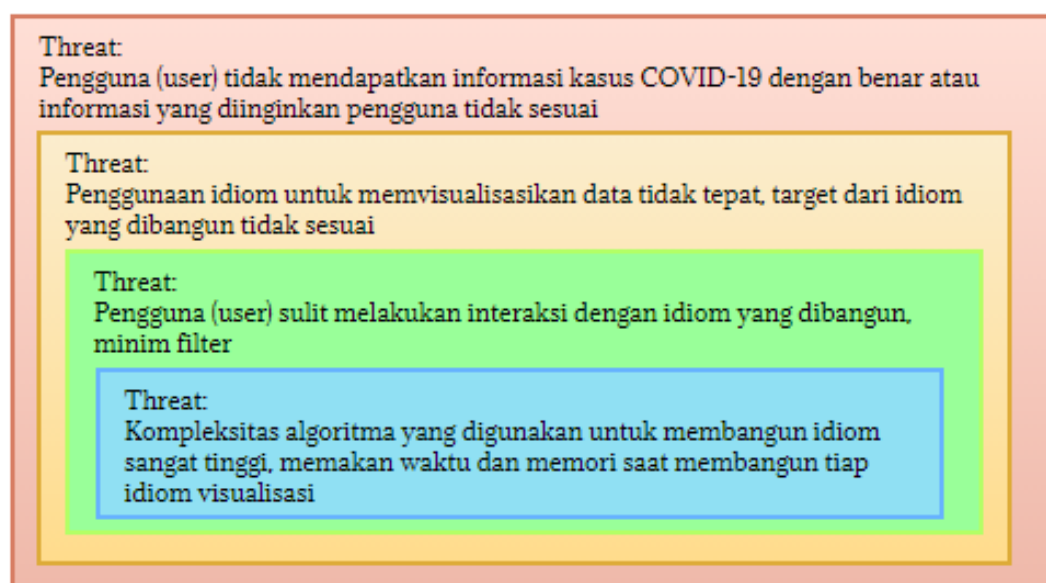 Threat:
Pengguna (user) tidak mendapatkan informasi kasus COVID-19 dengan benar atau
informasi yang diinginkan pengguna tidak sesuai
Threat:
Penggunaan idiom untuk memvisualisasikan data tidak tepat, target dari idiom
yang dibangun tidak sesuai
Threat:
Pengguna (user) sulit melakukan interaksi dengan idiom yang dibangun,
minim filter
Threat:
Kompleksitas algoritma yang digunakan untuk membangun idiom
sangat tinggi, memakan waktu dan memori saat membangun tiap
idiom visualisasi